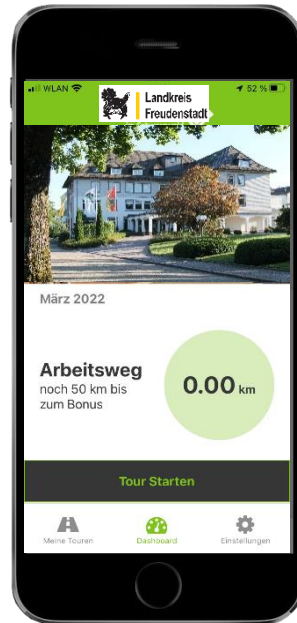 WLAN 52 %
Landkreis
Freudenstadt
März 2022
Arbeitsweg
noch 50 km bis
zum Bonus
0.00 km
Tour Starten
Meine Touren Dashboard Einstellungen